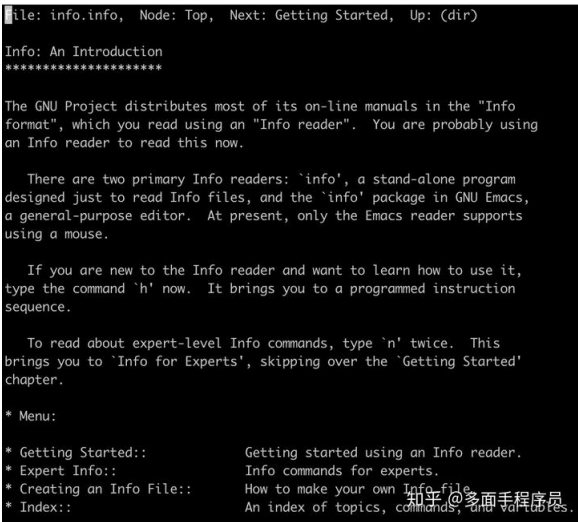 File: info.info,  Node: Top,  Next: Getting Started,  Up: (dir)
Info: An Introduction
*********************
The GNU Project distributes most of its on-line manuals in the "Info
format", which you read using an "Info reader".  You are probably using
an Info reader to read this now.
There are two primary Info readers: `info', a stand-alone program
designed just to read Info files, and the `info' package in GNU Emacs,
a general-purpose editor.  At present, only the Emacs reader supports
using a mouse.
If you are new to the Info reader and want to learn how to use it,
type the command `h' now.  It brings you to a programmed instruction
sequence.
To read about expert-level Info commands, type `n' twice.  This
brings you to `Info for Experts', skipping over the `Getting Started'
chapter.
* Menu:
* Getting Started::             Getting started using an Info reader.
* Expert Info::                 Info commands for experts.
* Creating an Info File::       How to make your own Info file.
* Index::                       An index of topics, commands, and variables.
知乎 @多面手程序员